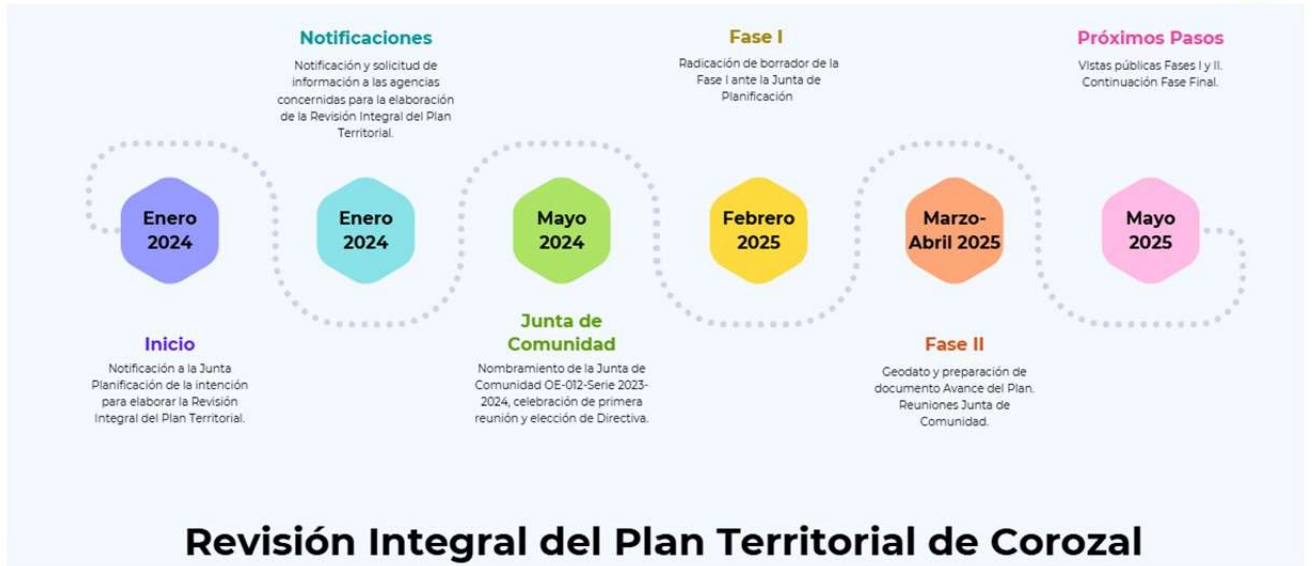 Notificaciones
Notificación y solicitud de
información a las agencias
concernidas para la elaboración
de la Revisión Integral del Plan
Territorial.
Fase I
Radicación de borrador de la
Fase I ante la Junta de
Planificación
Próximos Pasos
Vistas públicas Fases I y II.
Continuación Fase Final.
Enero
2024
Enero
2024
Mayo
2024
Febrero
2025
Marzo-
Abril 2025
Mayo
2025
Inicio
Notificación a la Junta
Planificación de la intención
para elaborar la Revisión
Integral del Plan Territorial.
Junta de
Comunidad
Nombramiento de la Junta de
Comunidad OE-012-Serie 2023-
2024, celebración de primera
reunión y elección de Directiva.
Fase II
Geodato y preparación de
documento Avance del Plan.
Reuniones Junta de
Comunidad.
Revisión Integral del Plan Territorial de Corozal